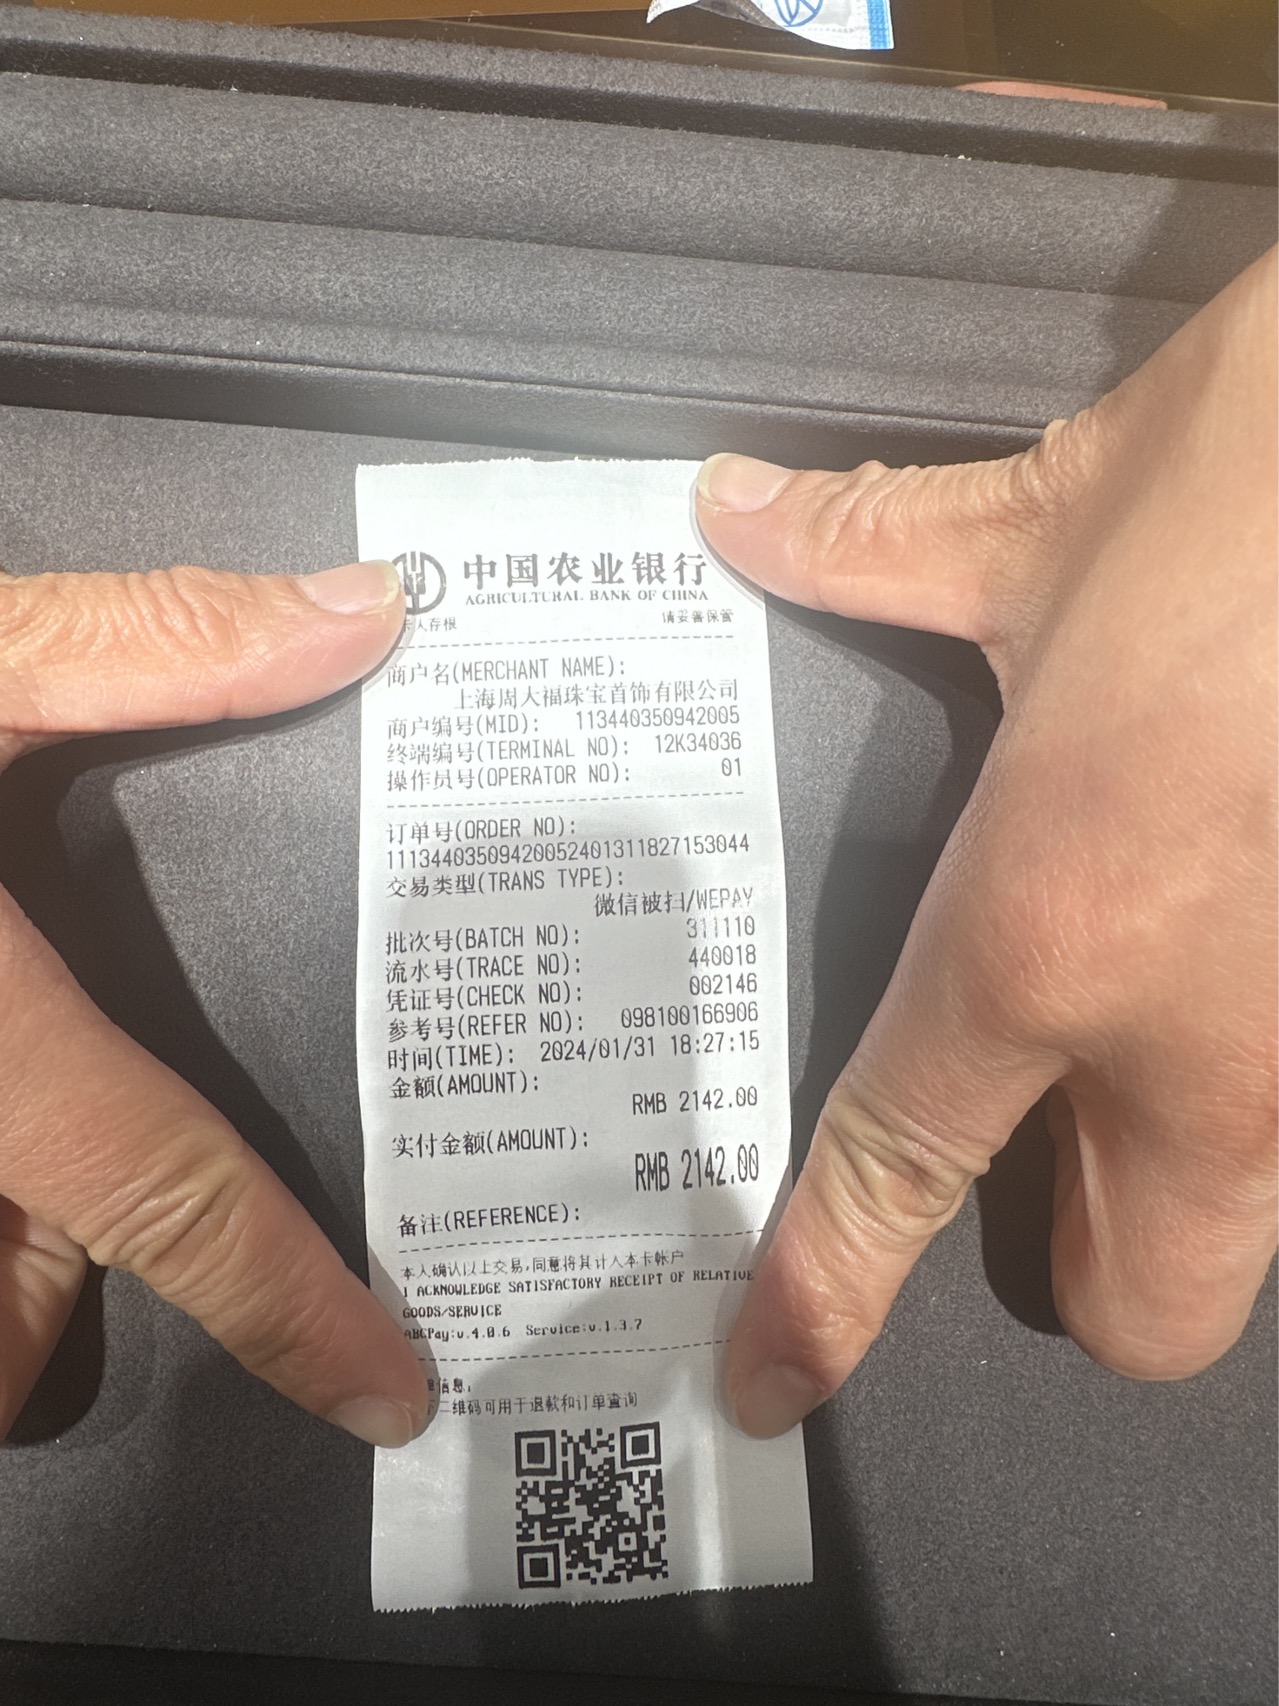 中国农业银行
AGRICULTURAL BANK OF CHINA
人存根 请妥善保管
商户名(MERCHANT NAME):
上海周大福珠宝首饰有限公司
商户编号(MID): 113440350942005
终端编号(TERMINAL NO): 12K34036
操作员号(OPERATOR NO): 01
订单号(ORDER NO):
11134403509420052401311827153044
交易类型(TRANS TYPE):
微信被扫/WEPAY
批次号(BATCH NO): 311110
流水号(TRACE NO): 440018
凭证号(CHECK NO): 002146
参考号(REFER NO): 098100166906
时间(TIME): 2024/01/31 18:27:15
金额(AMOUNT):
RMB 2142.00
实付金额(AMOUNT):
RMB 2142.00
备注(REFERENCE):
本人确认以上交易,同意将其计入本卡帐户
I ACKNOWLEDGE SATISFACTORY RECEIPT OF RELATIVE
GOODS/SERVICE
ABCPay:v.4.0.6 Service:v.1.3.7
信息:
二维码可用于退款和订单查询